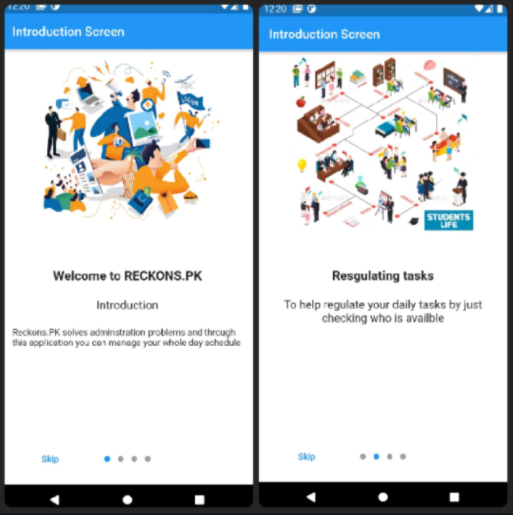 12:20
Introduction Screen
Welcome to RECKONS.PK
Introduction
Reckons.PK solves adminstration problems and through
this application you can manage your whole day schedule
Skip
12:20
Introduction Screen
STUDENTS
LIFE
Resgulating tasks
To help regulate your daily tasks by just
checking who is availble
Skip